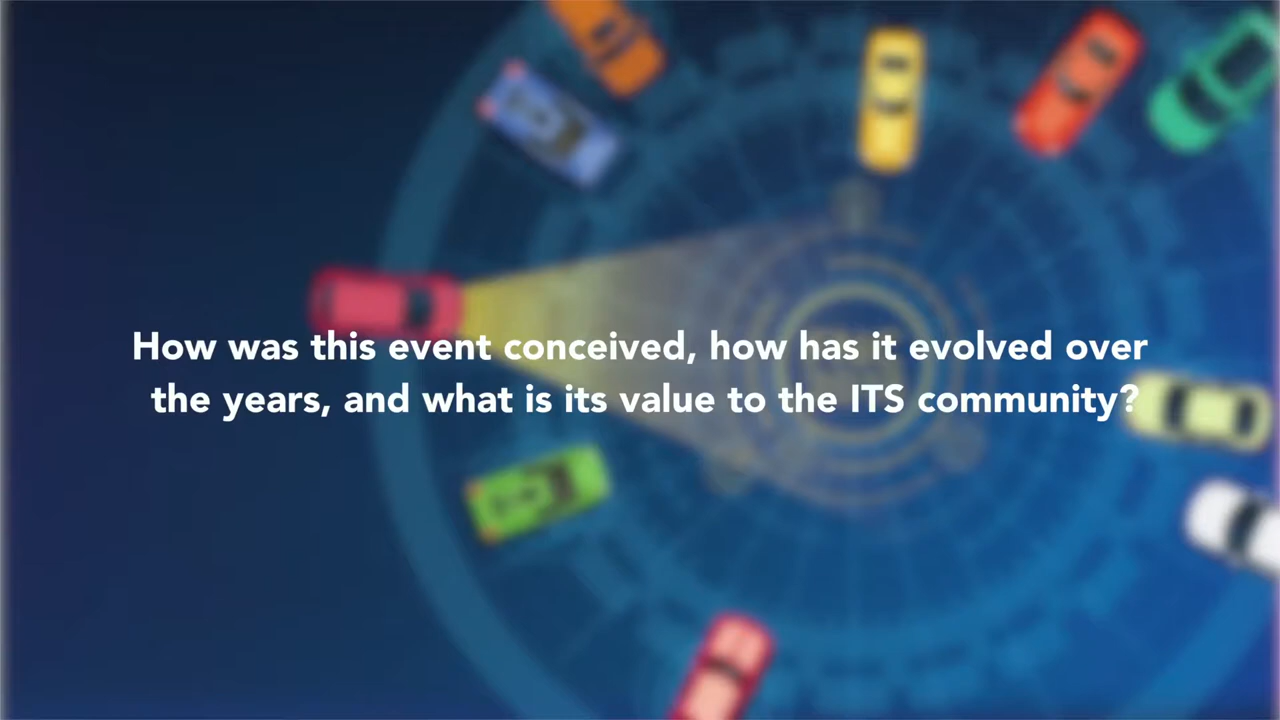 How was this event conceived, how has it evolved over
the years, and what is its value to the ITS community?